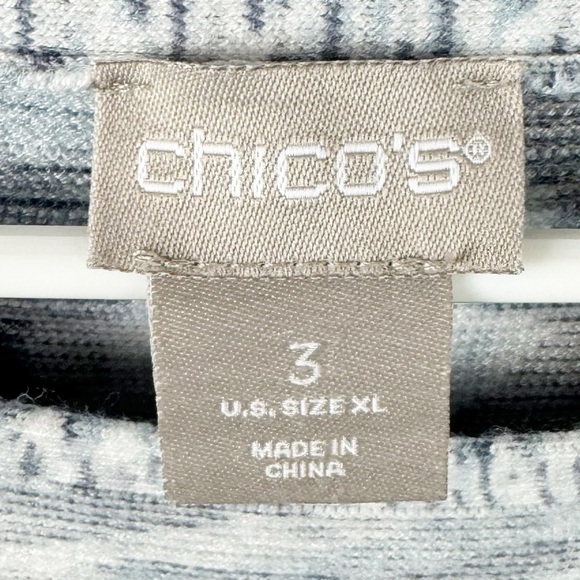 chico's®
3
U.S. SIZE XL
MADE IN
CHINA